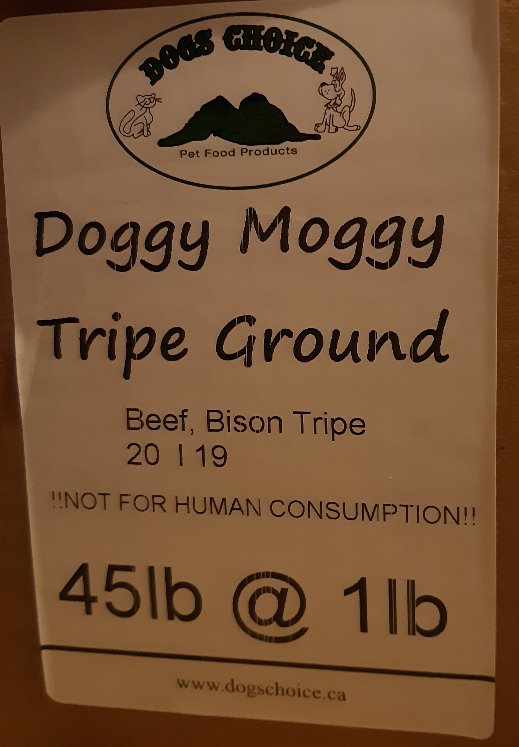 DOGS CHOICE
Pet Food Products
Doggy Moggy
Tripe Ground
Beef, Bison Tripe
20 I 19
!!NOT FOR HUMAN CONSUMPTION!!
45lb @ 1lb
www.dogschoice.ca